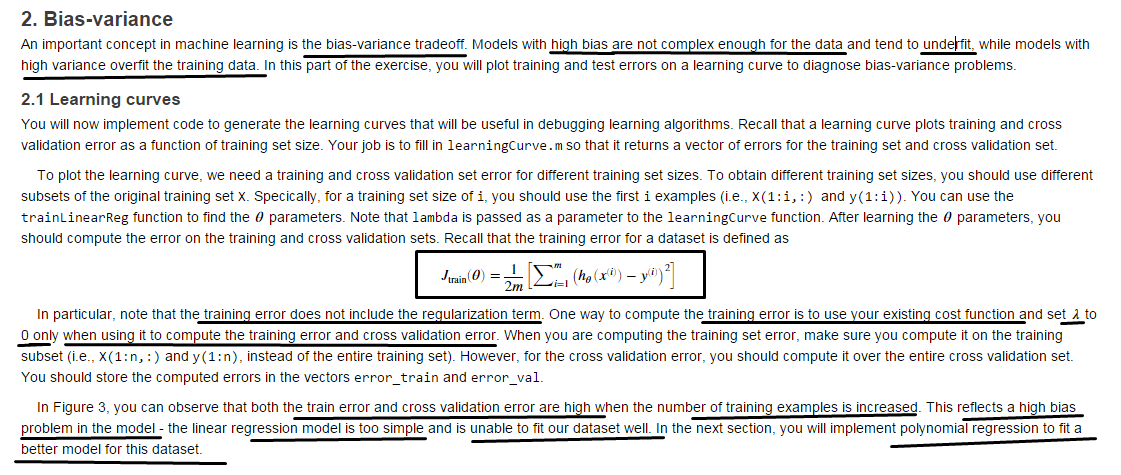 2. Bias-variance
An important concept in machine learning is the bias-variance tradeoff. Models with high bias are not complex enough for the data and tend to underfit, while models with
high variance overfit the training data. In this part of the exercise, you will plot training and test errors on a learning curve to diagnose bias-variance problems.
2.1 Learning curves
You will now implement code to generate the learning curves that will be useful in debugging learning algorithms. Recall that a learning curve plots training and cross
validation error as a function of training set size. Your job is to fill in learningCurve.m so that it returns a vector of errors for the training set and cross validation set.
To plot the learning curve, we need a training and cross validation set error for different training set sizes. To obtain different training set sizes, you should use different
subsets of the original training set X. Specically, for a training set size of i, you should use the first i examples (i.e., X(1:i,:) and y(1:i)). You can use the
trainLinearReg function to find the θ parameters. Note that lambda is passed as a parameter to the learningCurve function. After learning the θ parameters, you
should compute the error on the training and cross validation sets. Recall that the training error for a dataset is defined as
J_train(θ) = 1/2m [∑_{i=1}^{m} (h_θ(x^{(i)}) − y^{(i)})^2]
In particular, note that the training error does not include the regularization term. One way to compute the training error is to use your existing cost function and set λ to
0 only when using it to compute the training error and cross validation error. When you are computing the training set error, make sure you compute it on the training
subset (i.e., X(1:n,:) and y(1:n), instead of the entire training set). However, for the cross validation error, you should compute it over the entire cross validation set.
You should store the computed errors in the vectors error_train and error_val.
In Figure 3, you can observe that both the train error and cross validation error are high when the number of training examples is increased. This reflects a high bias
problem in the model - the linear regression model is too simple and is unable to fit our dataset well. In the next section, you will implement polynomial regression to fit a
better model for this dataset.